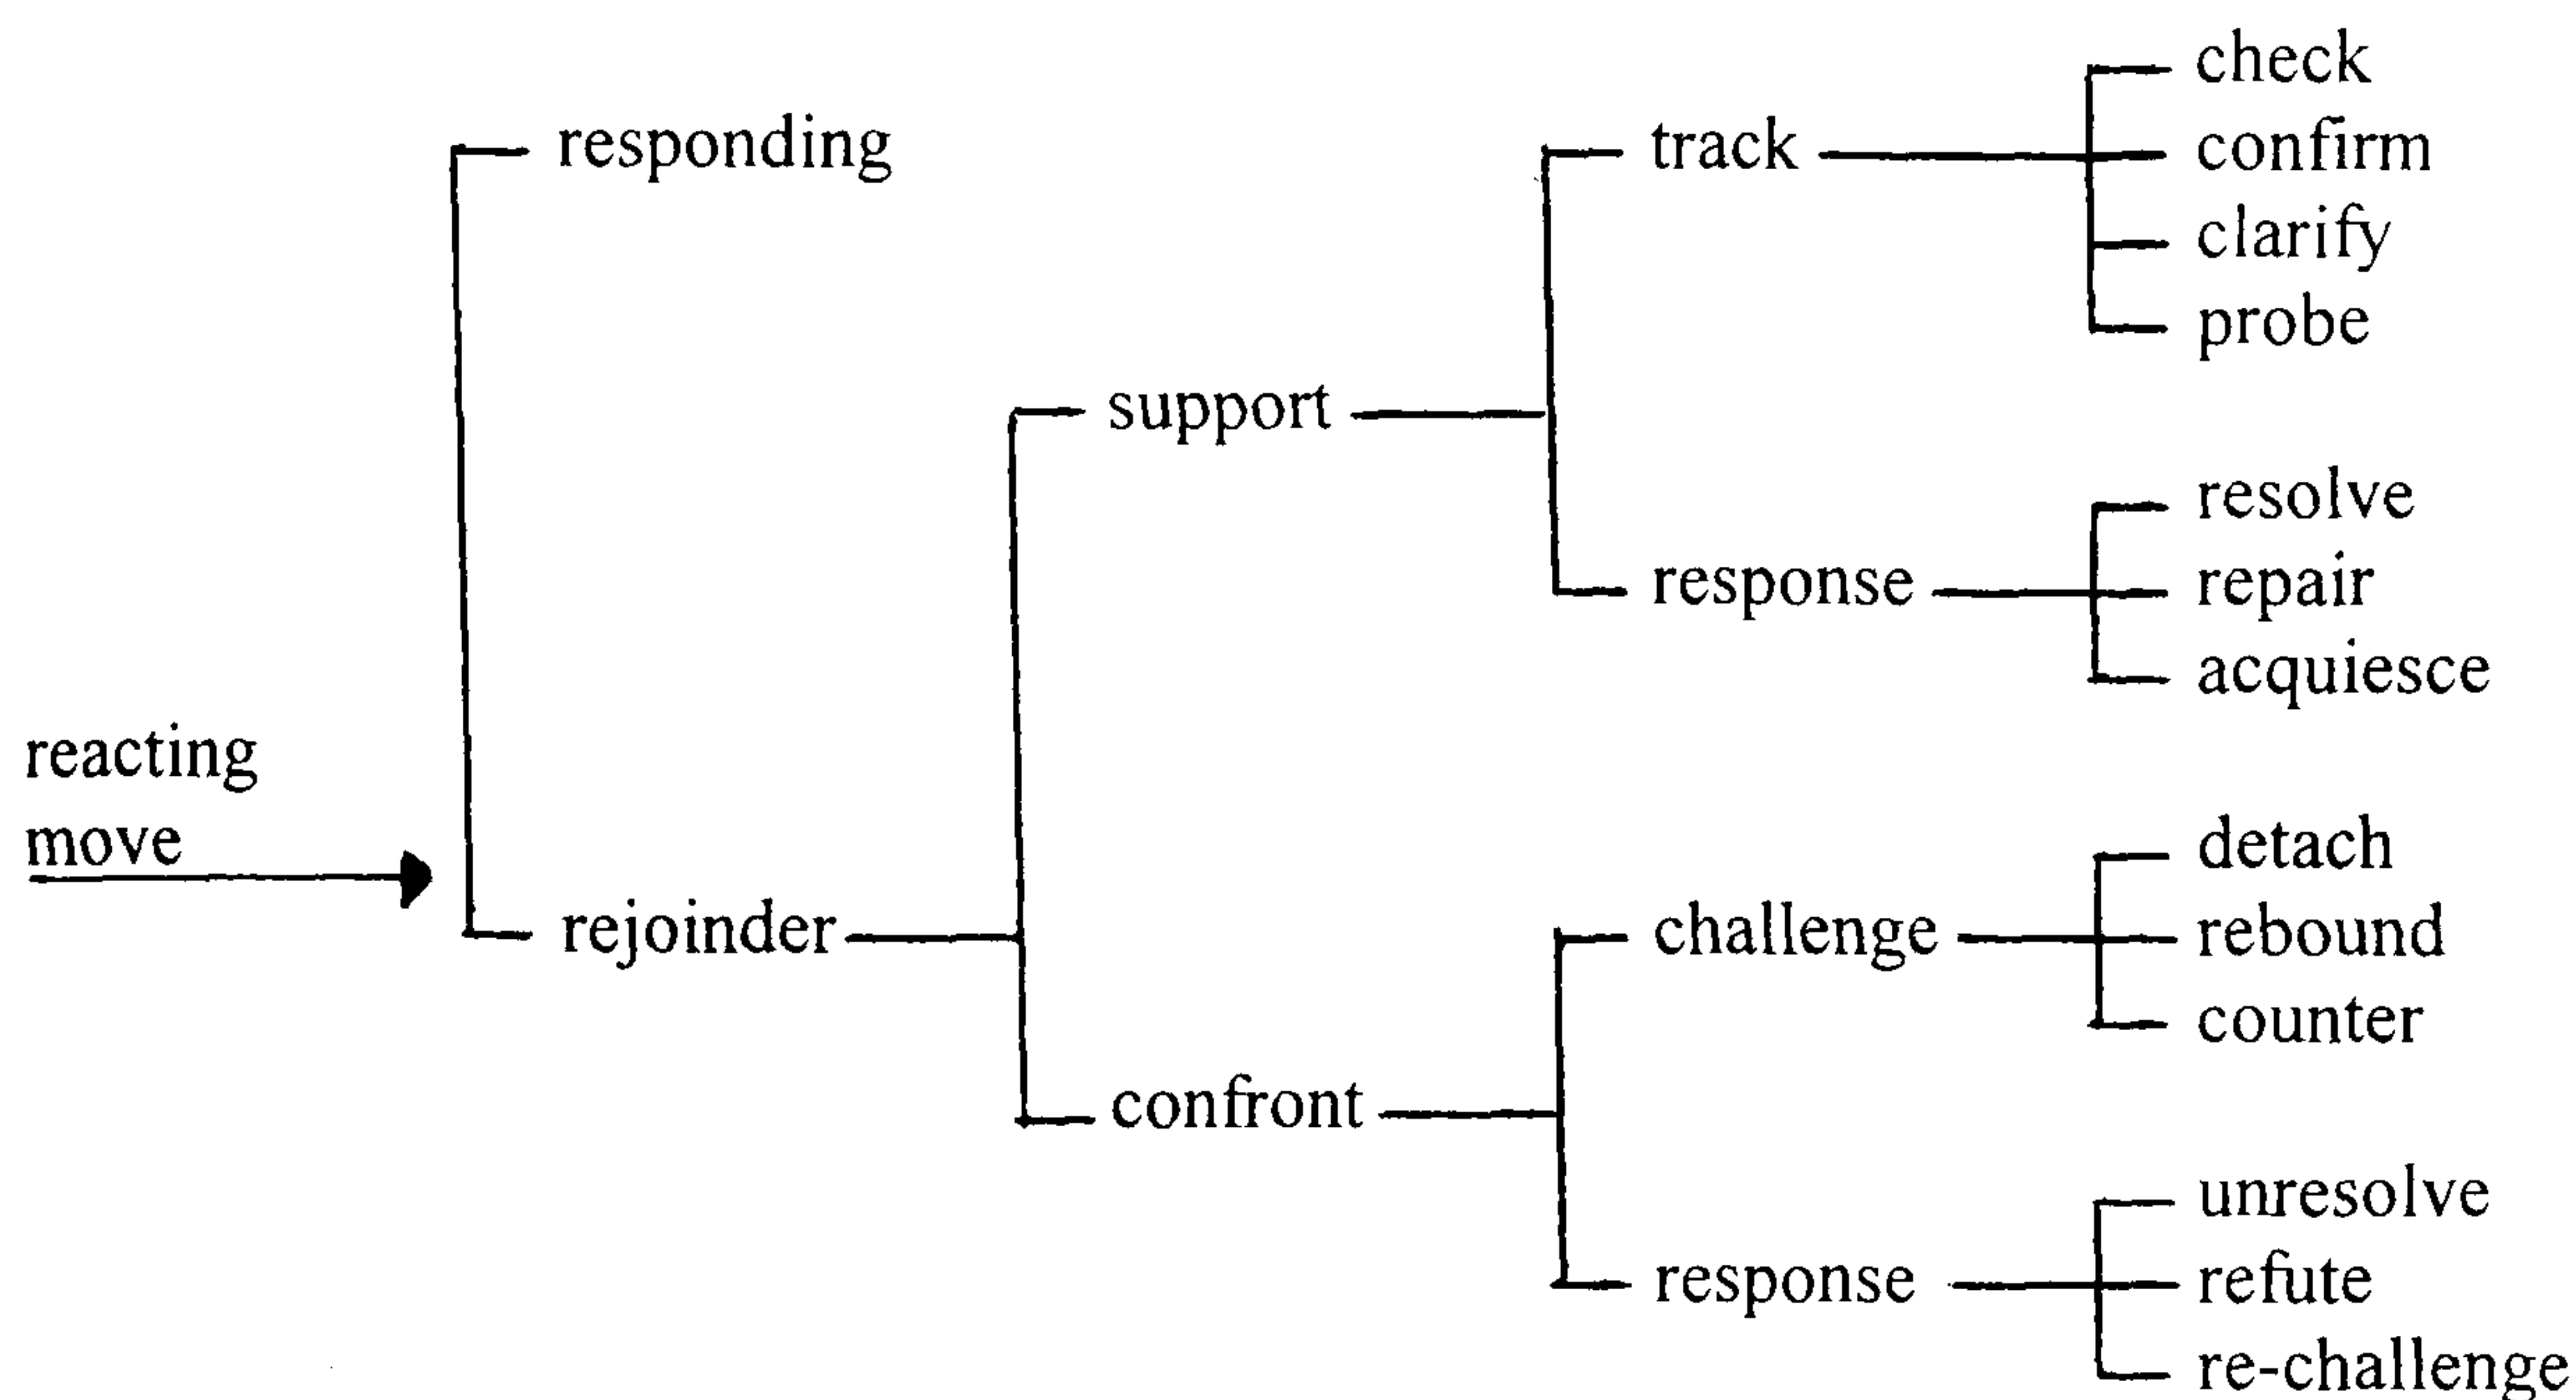 check
responding
track
confirm
clarify
probe
support
resolve
response
repair
acquiesce
reacting
move
detach
rejoinder
challenge
rebound
counter
confront
unresolve
response
refute
re-challenge